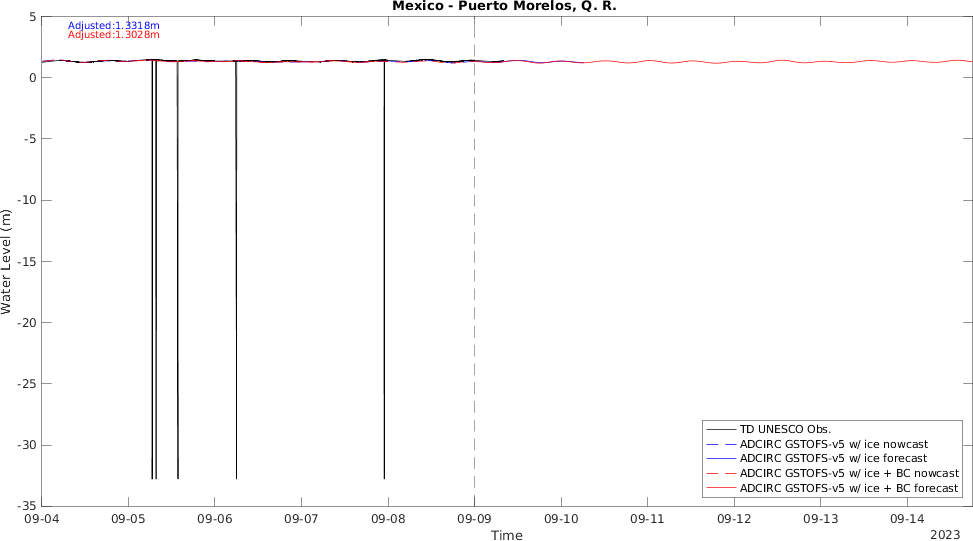 Mexico - Puerto Morelos, Q. R.
Adjusted:1.3318m
Adjusted:1.3028m
5
0
-5
-10
-15
-20
-25
-30
-35
Water Level (m)
TD UNESCO Obs.
ADCIRC GSTOFS-v5 w/ ice nowcast
ADCIRC GSTOFS-v5 w/ ice forecast
ADCIRC GSTOFS-v5 w/ ice + BC nowcast
ADCIRC GSTOFS-v5 w/ ice + BC forecast
09-04 09-05 09-06 09-07 09-08 09-09 09-10 09-11 09-12 09-13 09-14
Time
2023